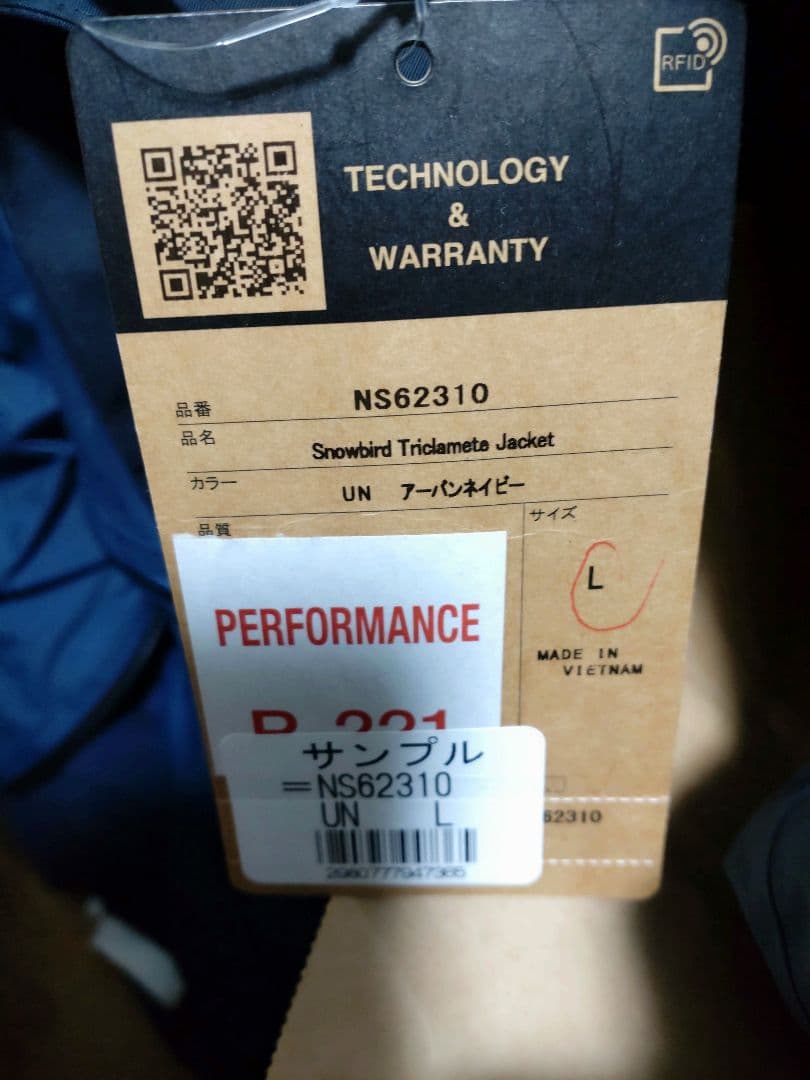 RFID
TECHNOLOGY
&
WARRANTY
品番 NS62310
品名 Snowbird Triclamate Jacket
カラー UN アーバンネイビー
品質
サイズ
L
PERFORMANCE
MADE IN
VIETNAM
サンプル
=NS62310
UN L
62310
2980777947385